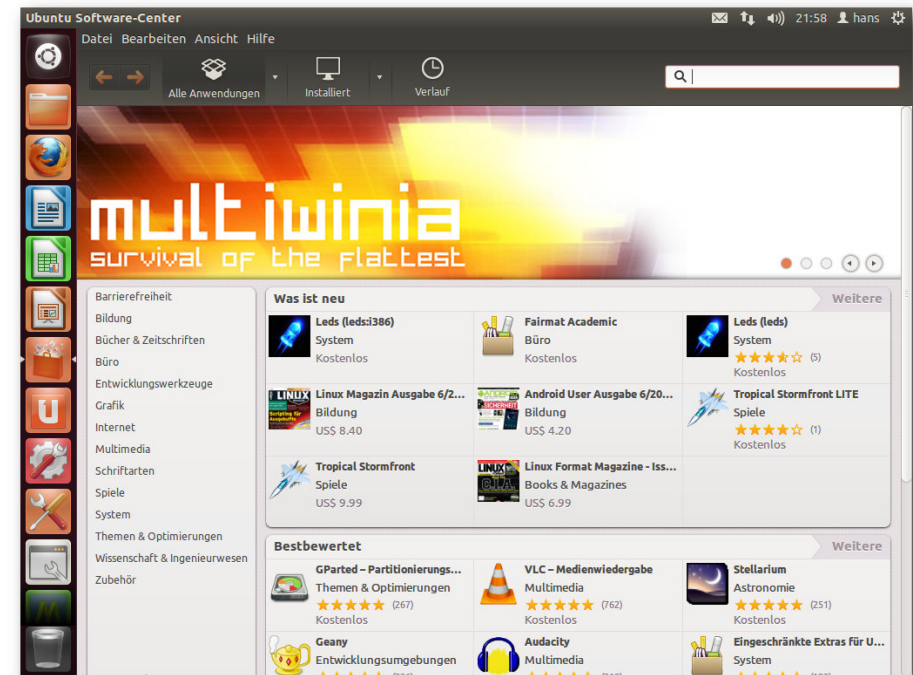 Ubuntu Software-Center
21:58 hans
Datei Bearbeiten Ansicht Hilfe
Alle Anwendungen Installiert Verlauf
multiwinia
survival of the flattest
Barrierefreiheit
Bildung
Bücher & Zeitschriften
Büro
Entwicklungswerkzeuge
Grafik
Internet
Multimedia
Schriftarten
Spiele
System
Themen & Optimierungen
Wissenschaft & Ingenieurwesen
Zubehör
Was ist neu Weitere
Leds (leds:i386)
System
Kostenlos
Fairmat Academic
Büro
Kostenlos
Leds (leds)
System
(5)
Kostenlos
Linux Magazin Ausgabe 6/2...
Bildung
US$ 8.40
Android User Ausgabe 6/20...
Bildung
US$ 4.20
Tropical Stormfront LITE
Spiele
(1)
Kostenlos
Tropical Stormfront
Spiele
US$ 9.99
Linux Format Magazine - Iss...
Books & Magazines
US$ 6.99
Bestbewertet Weitere
GParted – Partitionierungs...
Themen & Optimierungen
(267)
Kostenlos
VLC – Medienwiedergabe
Multimedia
(762)
Kostenlos
Stellarium
Astronomie
(251)
Kostenlos
Geany
Entwicklungsumgebungen
Audacity
Multimedia
Eingeschränkte Extras für U...
System